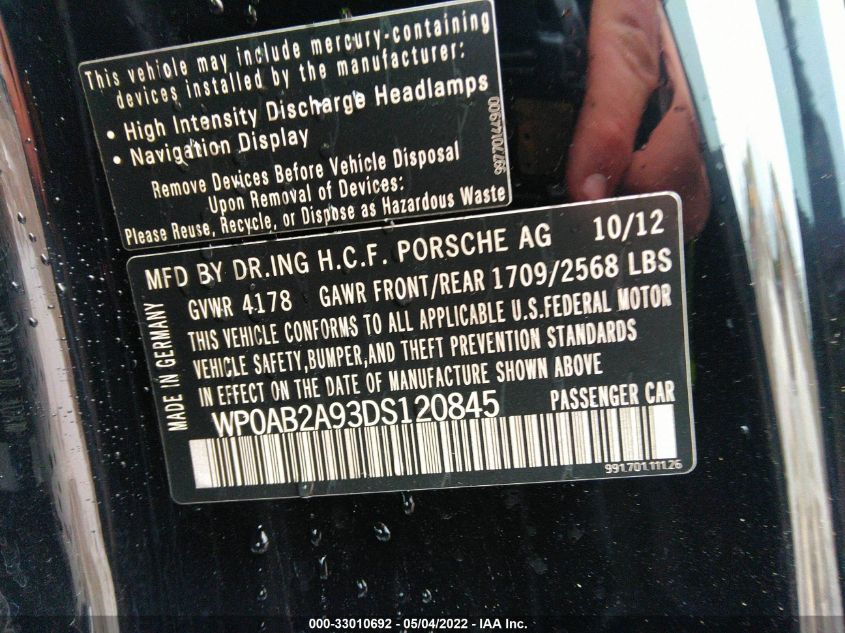 This vehicle may include mercury-containing
devices installed by the manufacturer:
• High Intensity Discharge Headlamps
• Navigation Display
Remove Devices Before Vehicle Disposal
Upon Removal of Devices:
Please Reuse, Recycle, or Dispose as Hazardous Waste
MFD BY DR.ING H.C.F. PORSCHE AG 10/12
GVWR 4178 GAWR FRONT/REAR 1709/2568 LBS
THIS VEHICLE CONFORMS TO ALL APPLICABLE U.S.FEDERAL MOTOR
VEHICLE SAFETY,BUMPER,AND THEFT PREVENTION STANDARDS
IN EFFECT ON THE DATE OF MANUFACTURE SHOWN ABOVE
WP0AB2A93DS120845 PASSENGER CAR
991.701.111.26
MADE IN GERMANY
000-33010692 - 05/04/2022 - IAA Inc.